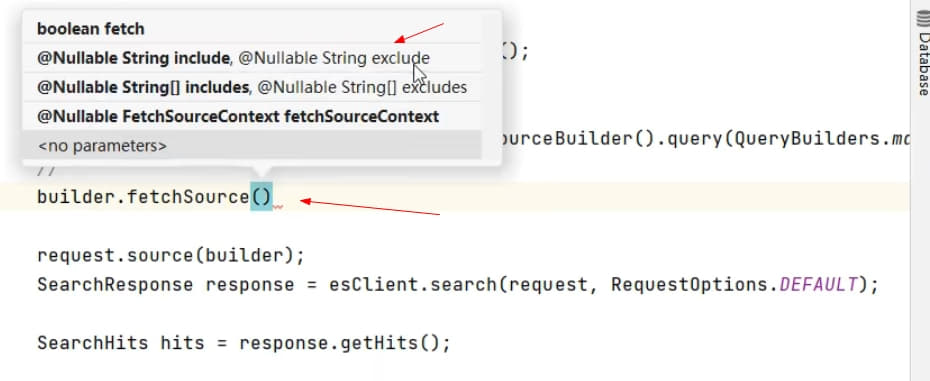 boolean fetch
@Nullable String include, @Nullable String exclude
();
@Nullable String[] includes, @Nullable String[] excludes
@Nullable FetchSourceContext fetchSourceContext
<no parameters>
ourceBuilder().query(QueryBuilders.ma
//
builder.fetchSource()
request.source(builder);
SearchResponse response = esClient.search(request, RequestOptions.DEFAULT);
SearchHits hits = response.getHits();
Database